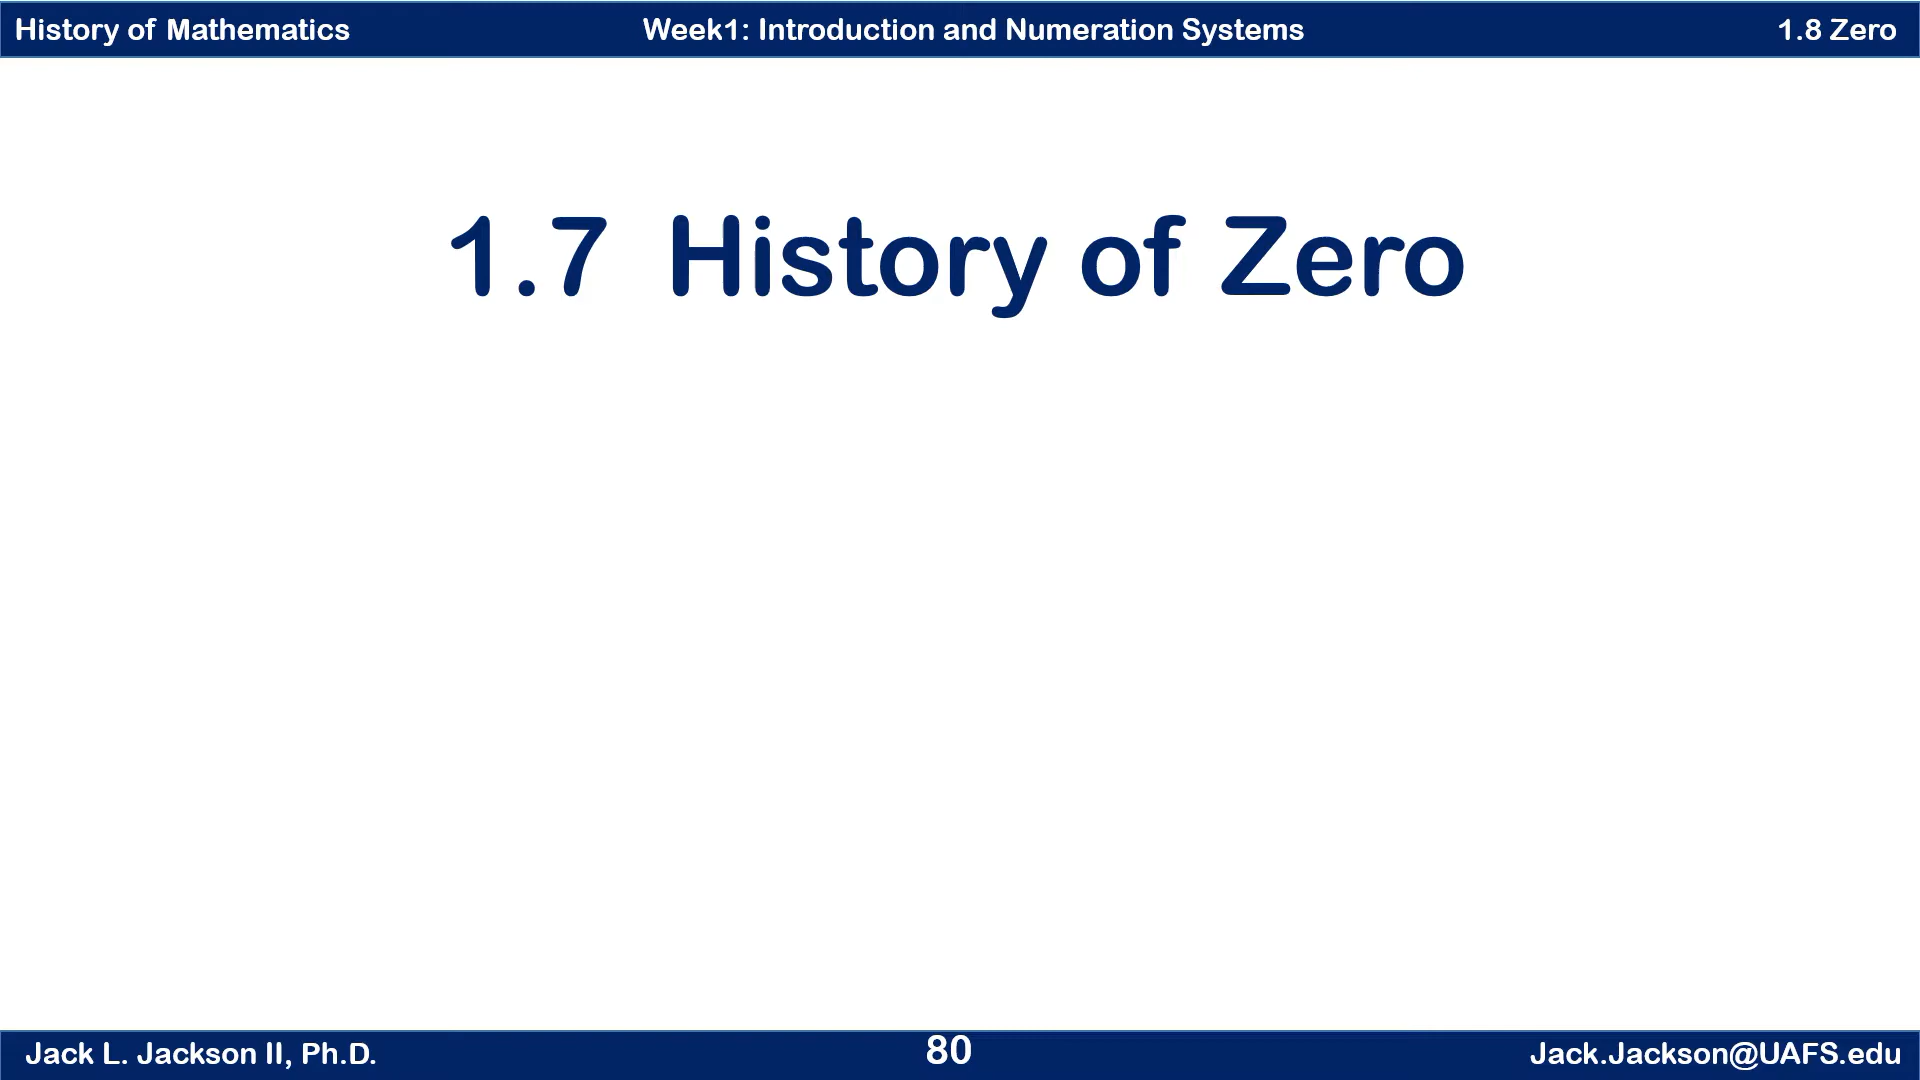 History of Mathematics
Week1: Introduction and Numeration Systems
1.8 Zero
1.7 History of Zero
Jack L. Jackson II, Ph.D.
80
Jack.Jackson@UAFS.edu